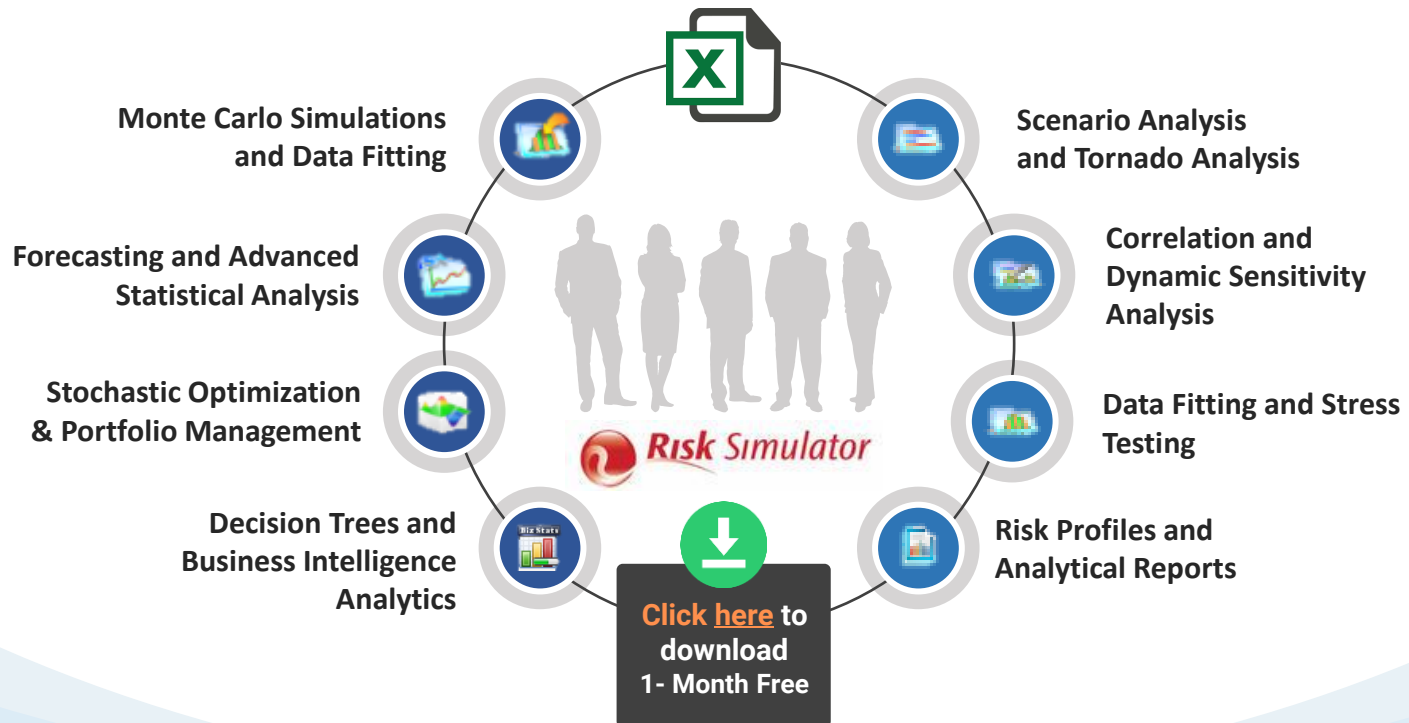 X
Monte Carlo Simulations
and Data Fitting
Scenario Analysis
and Tornado Analysis
Forecasting and Advanced
Statistical Analysis
Correlation and
Dynamic Sensitivity
Analysis
Stochastic Optimization
& Portfolio Management
Data Fitting and Stress
Testing
Risk Simulator
Decision Trees and
Business Intelligence
Analytics
Biz Stats
Risk Profiles and
Analytical Reports
Click here to
download
1- Month Free